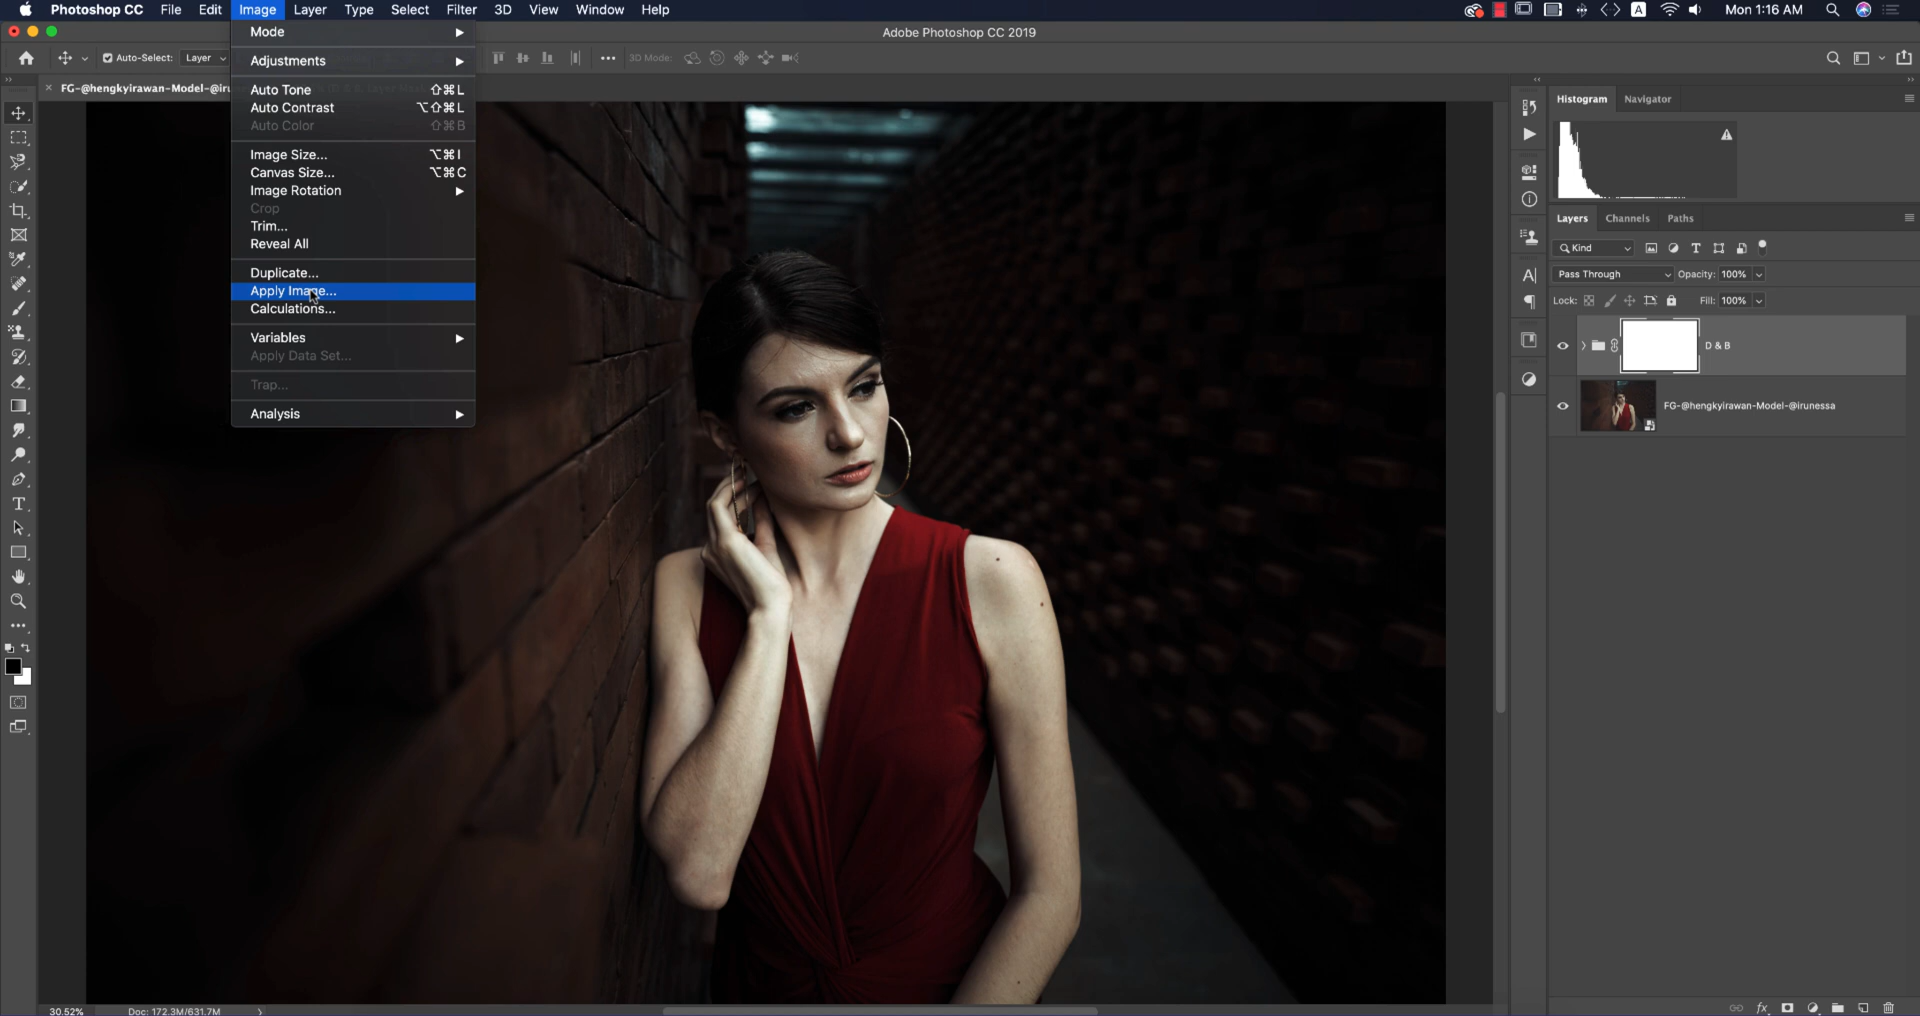 Photoshop CC File Edit Image Layer Type Select Filter 3D View Window Help
A Mon 1:16 AM
Adobe Photoshop CC 2019
Auto-Select: Layer
3D Mode:
FG-@hengkyirawan-Model-@iru
Mode
Adjustments
Auto Tone ⇧⌘L
Auto Contrast ⌥⇧⌘L
Auto Color ⇧⌘B
Image Size... ⌥⌘I
Canvas Size... ⌥⌘C
Image Rotation
Crop
Trim...
Reveal All
Duplicate...
Apply Image...
Calculations...
Variables
Apply Data Set...
Trap...
Analysis
Histogram Navigator
Layers Channels Paths
Kind
Pass Through Opacity: 100%
Lock: Fill: 100%
D & B
FG-@hengkyirawan-Model-@irunessa
30.52% Doc: 172.3M/631.7M